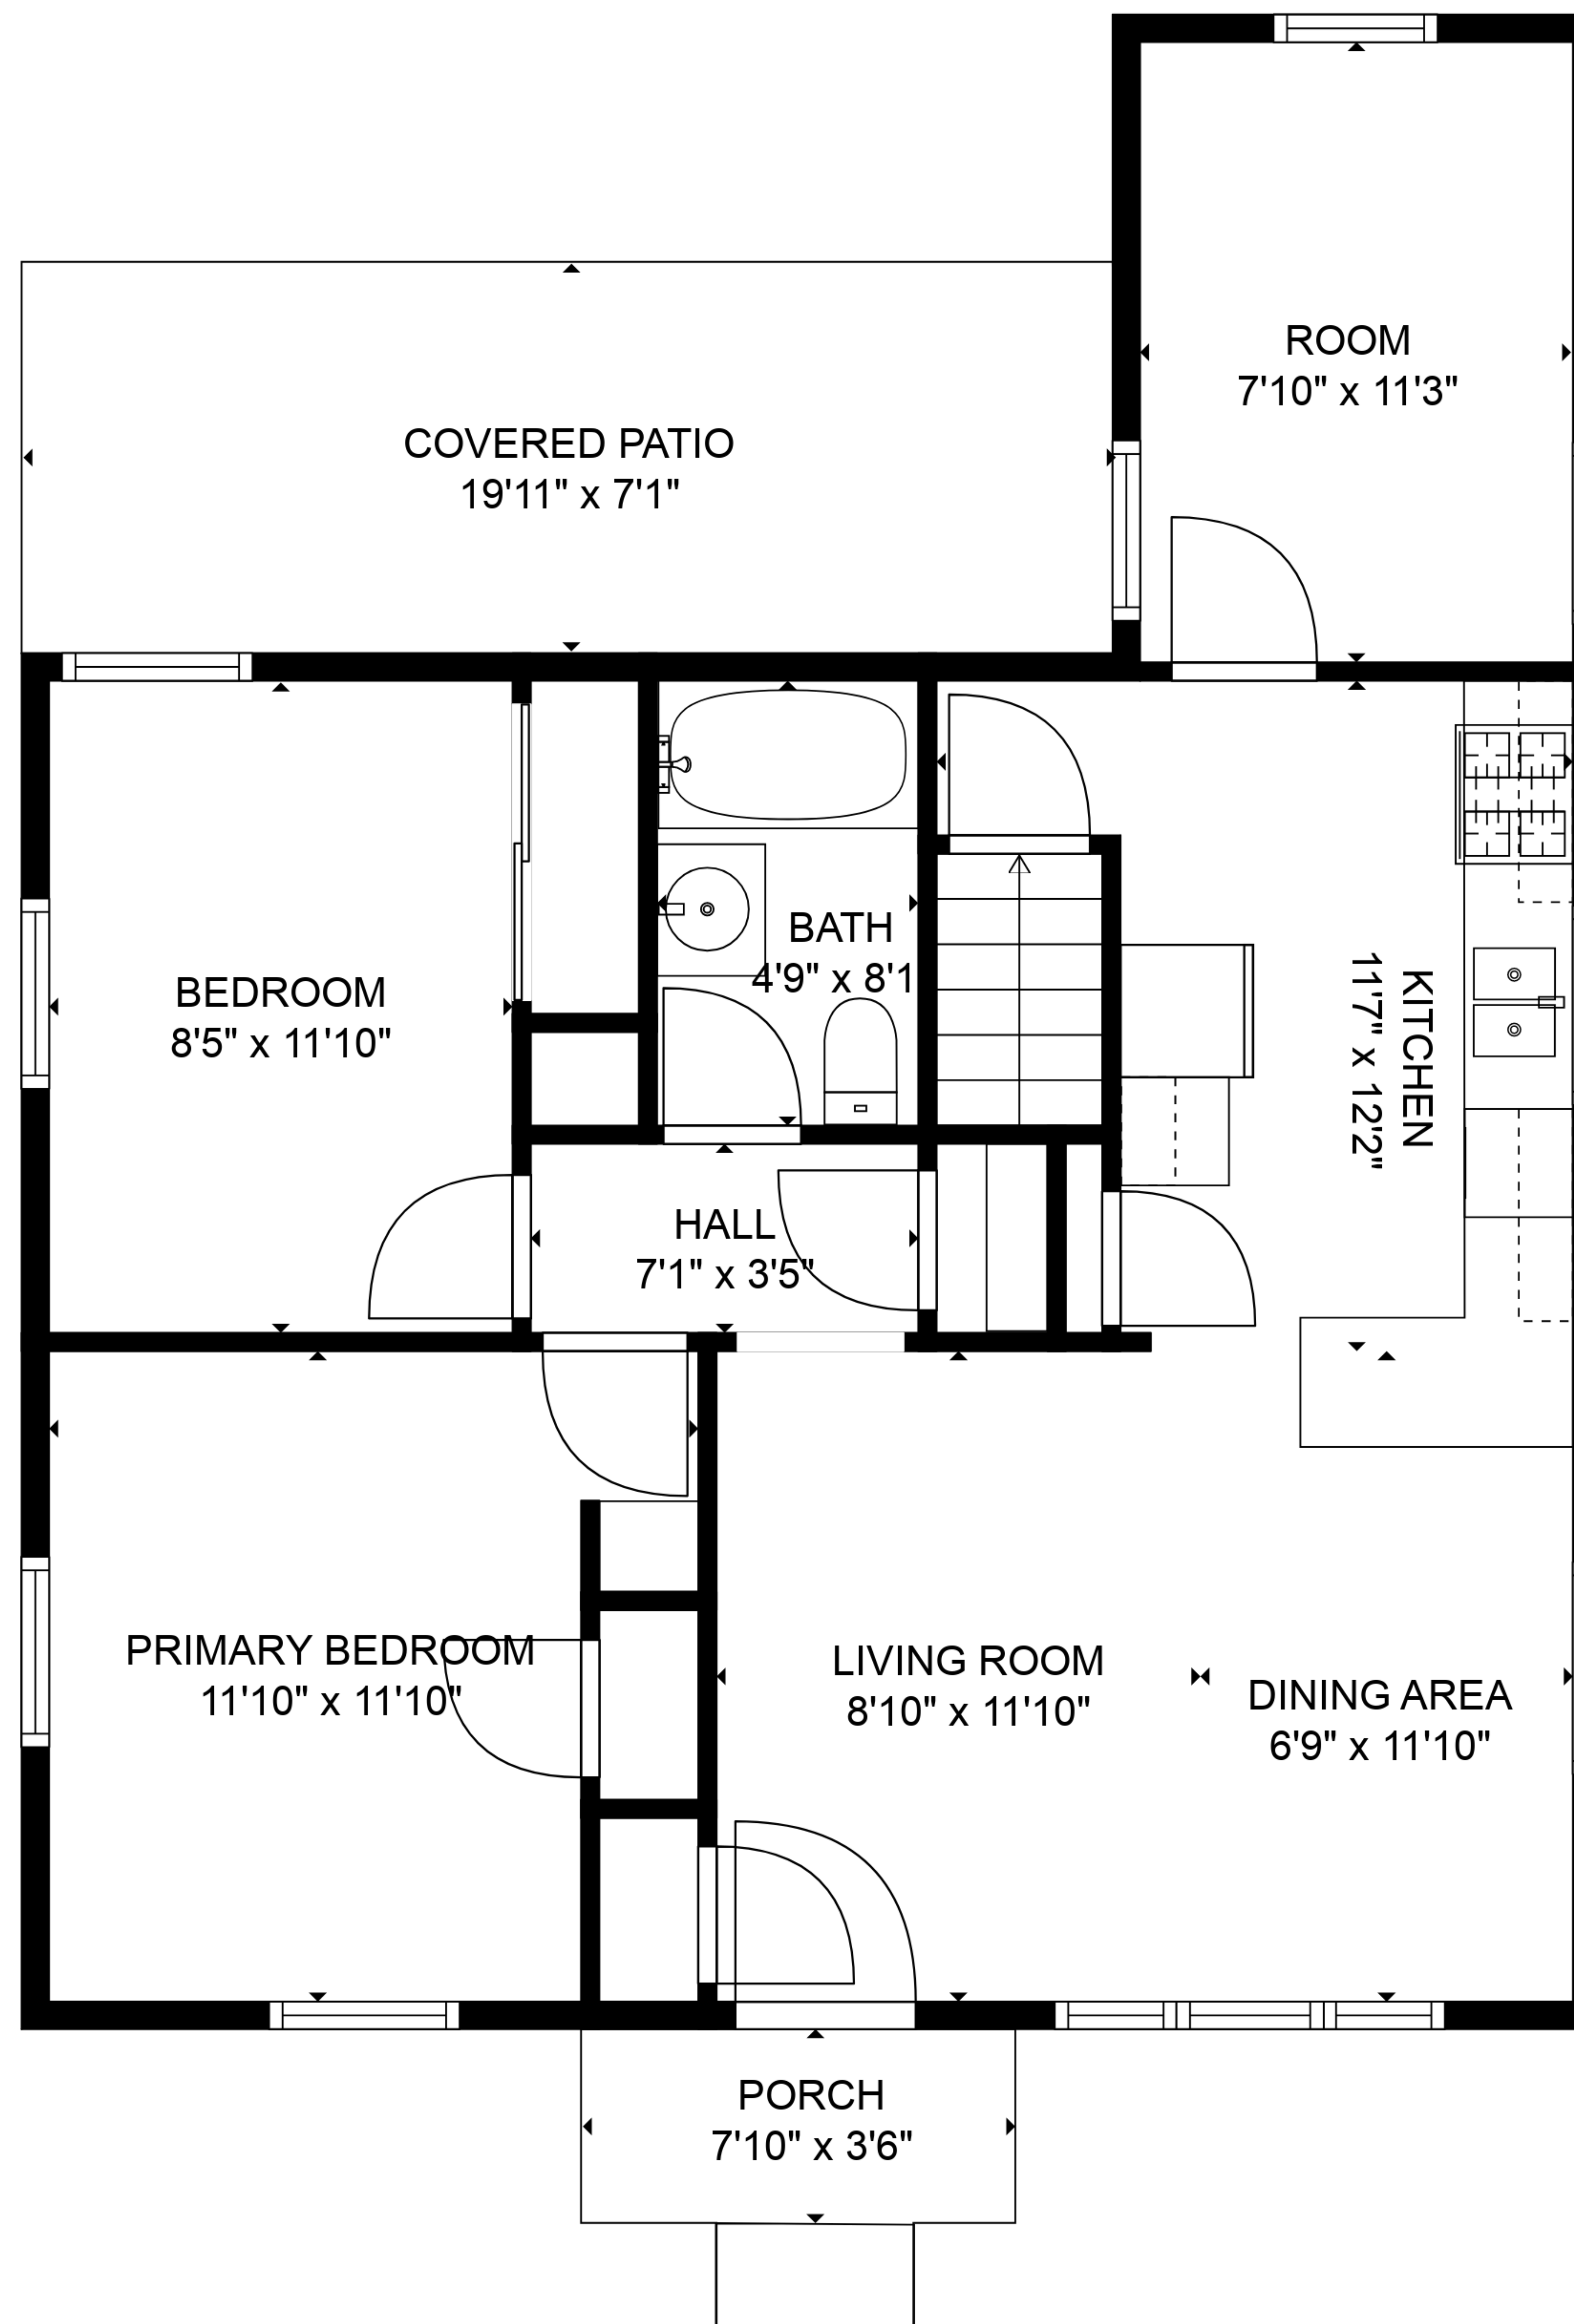 ROOM
7'10" x 11'3"
COVERED PATIO
19'11" x 7'1"
BATH
4'9" x 8'1
BEDROOM
8'5" x 11'10"
KITCHEN
11'7" x 12'2"
HALL
7'1" x 3'5"
PRIMARY BEDROOM
11'10" x 11'10"
LIVING ROOM
8'10" x 11'10"
DINING AREA
6'9" x 11'10"
PORCH
7'10" x 3'6"